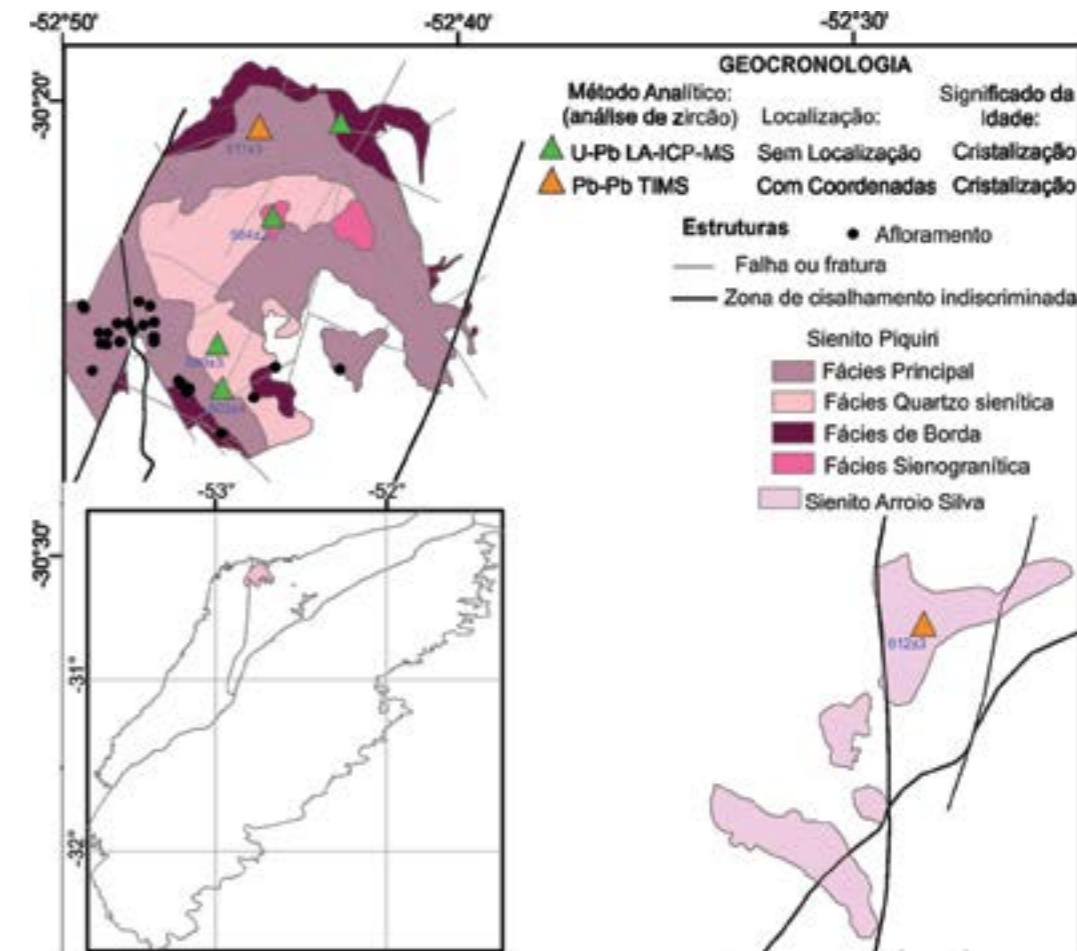 -52°50'
-52°40'
-52°30'
-30°20'
GEOCRONOLOGIA
Método Analítico:
(análise de zircão)
Localização:
Significado da
Idade:
U-Pb LA-ICP-MS Sem Localização Cristalização
Pb-Pb TIMS Com Coordenadas Cristalização
Estruturas
Afloramento
Falha ou fratura
Zona de cisalhamento indiscriminada
Sienito Piquiri
Fácies Principal
Fácies Quartzo sienítica
Fácies de Borda
Fácies Sienogranítica
Sienito Arroio Silva
-53°
-52°
-30°30'
-31°
-32°
612±3